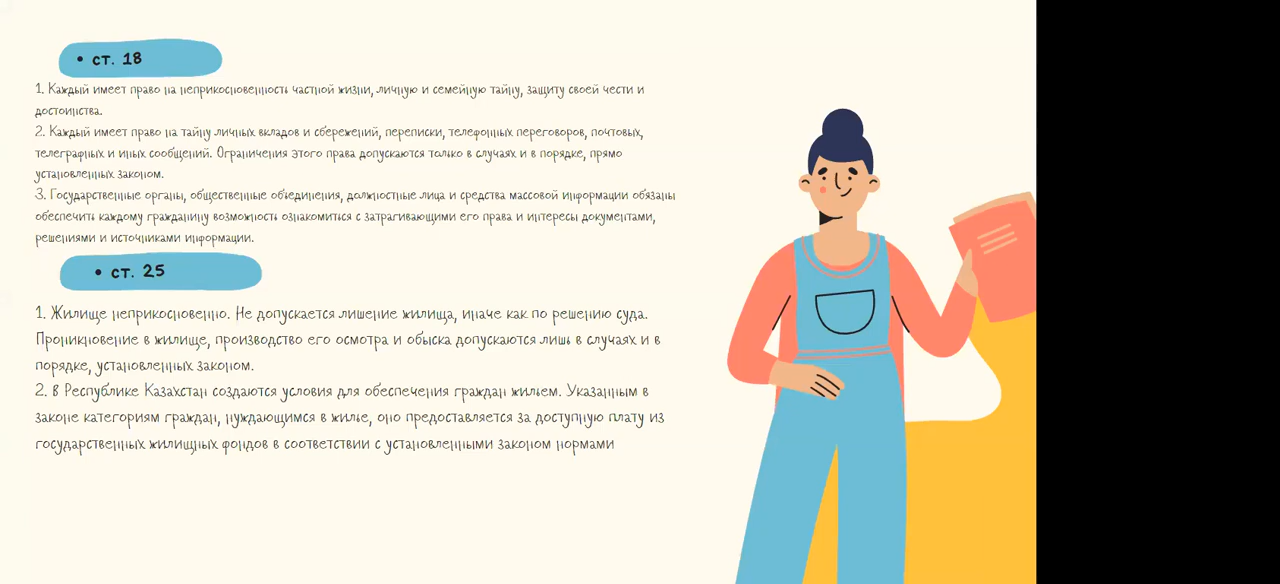 • ст. 18
1. Каждый имеет право на неприкосновенность частной жизни, личную и семейную тайну, защиту своей чести и
достоинства.
2. Каждый имеет право на тайну личных вкладов и сбережений, переписки, телефонных переговоров, почтовых,
телеграфных и иных сообщений. Ограничения этого права допускаются только в случаях и в порядке, прямо
установленных законом.
3. Государственные органы, общественные объединения, должностные лица и средства массовой информации обязаны
обеспечить каждому гражданину возможность ознакомиться с затрагивающими его права и интересы документами,
решениями и источниками информации.
• ст. 25
1. Жилище неприкосновенно. Не допускается лишение жилища, иначе как по решению суда.
Проникновение в жилище, производство его осмотра и обыска допускаются лишь в случаях и в
порядке, установленных законом.
2. В Республике Казахстан создаются условия для обеспечения граждан жильем. Указанным в
законе категориям граждан, нуждающимся в жилье, оно предоставляется за доступную плату из
государственных жилищных фондов в соответствии с установленными законом нормами